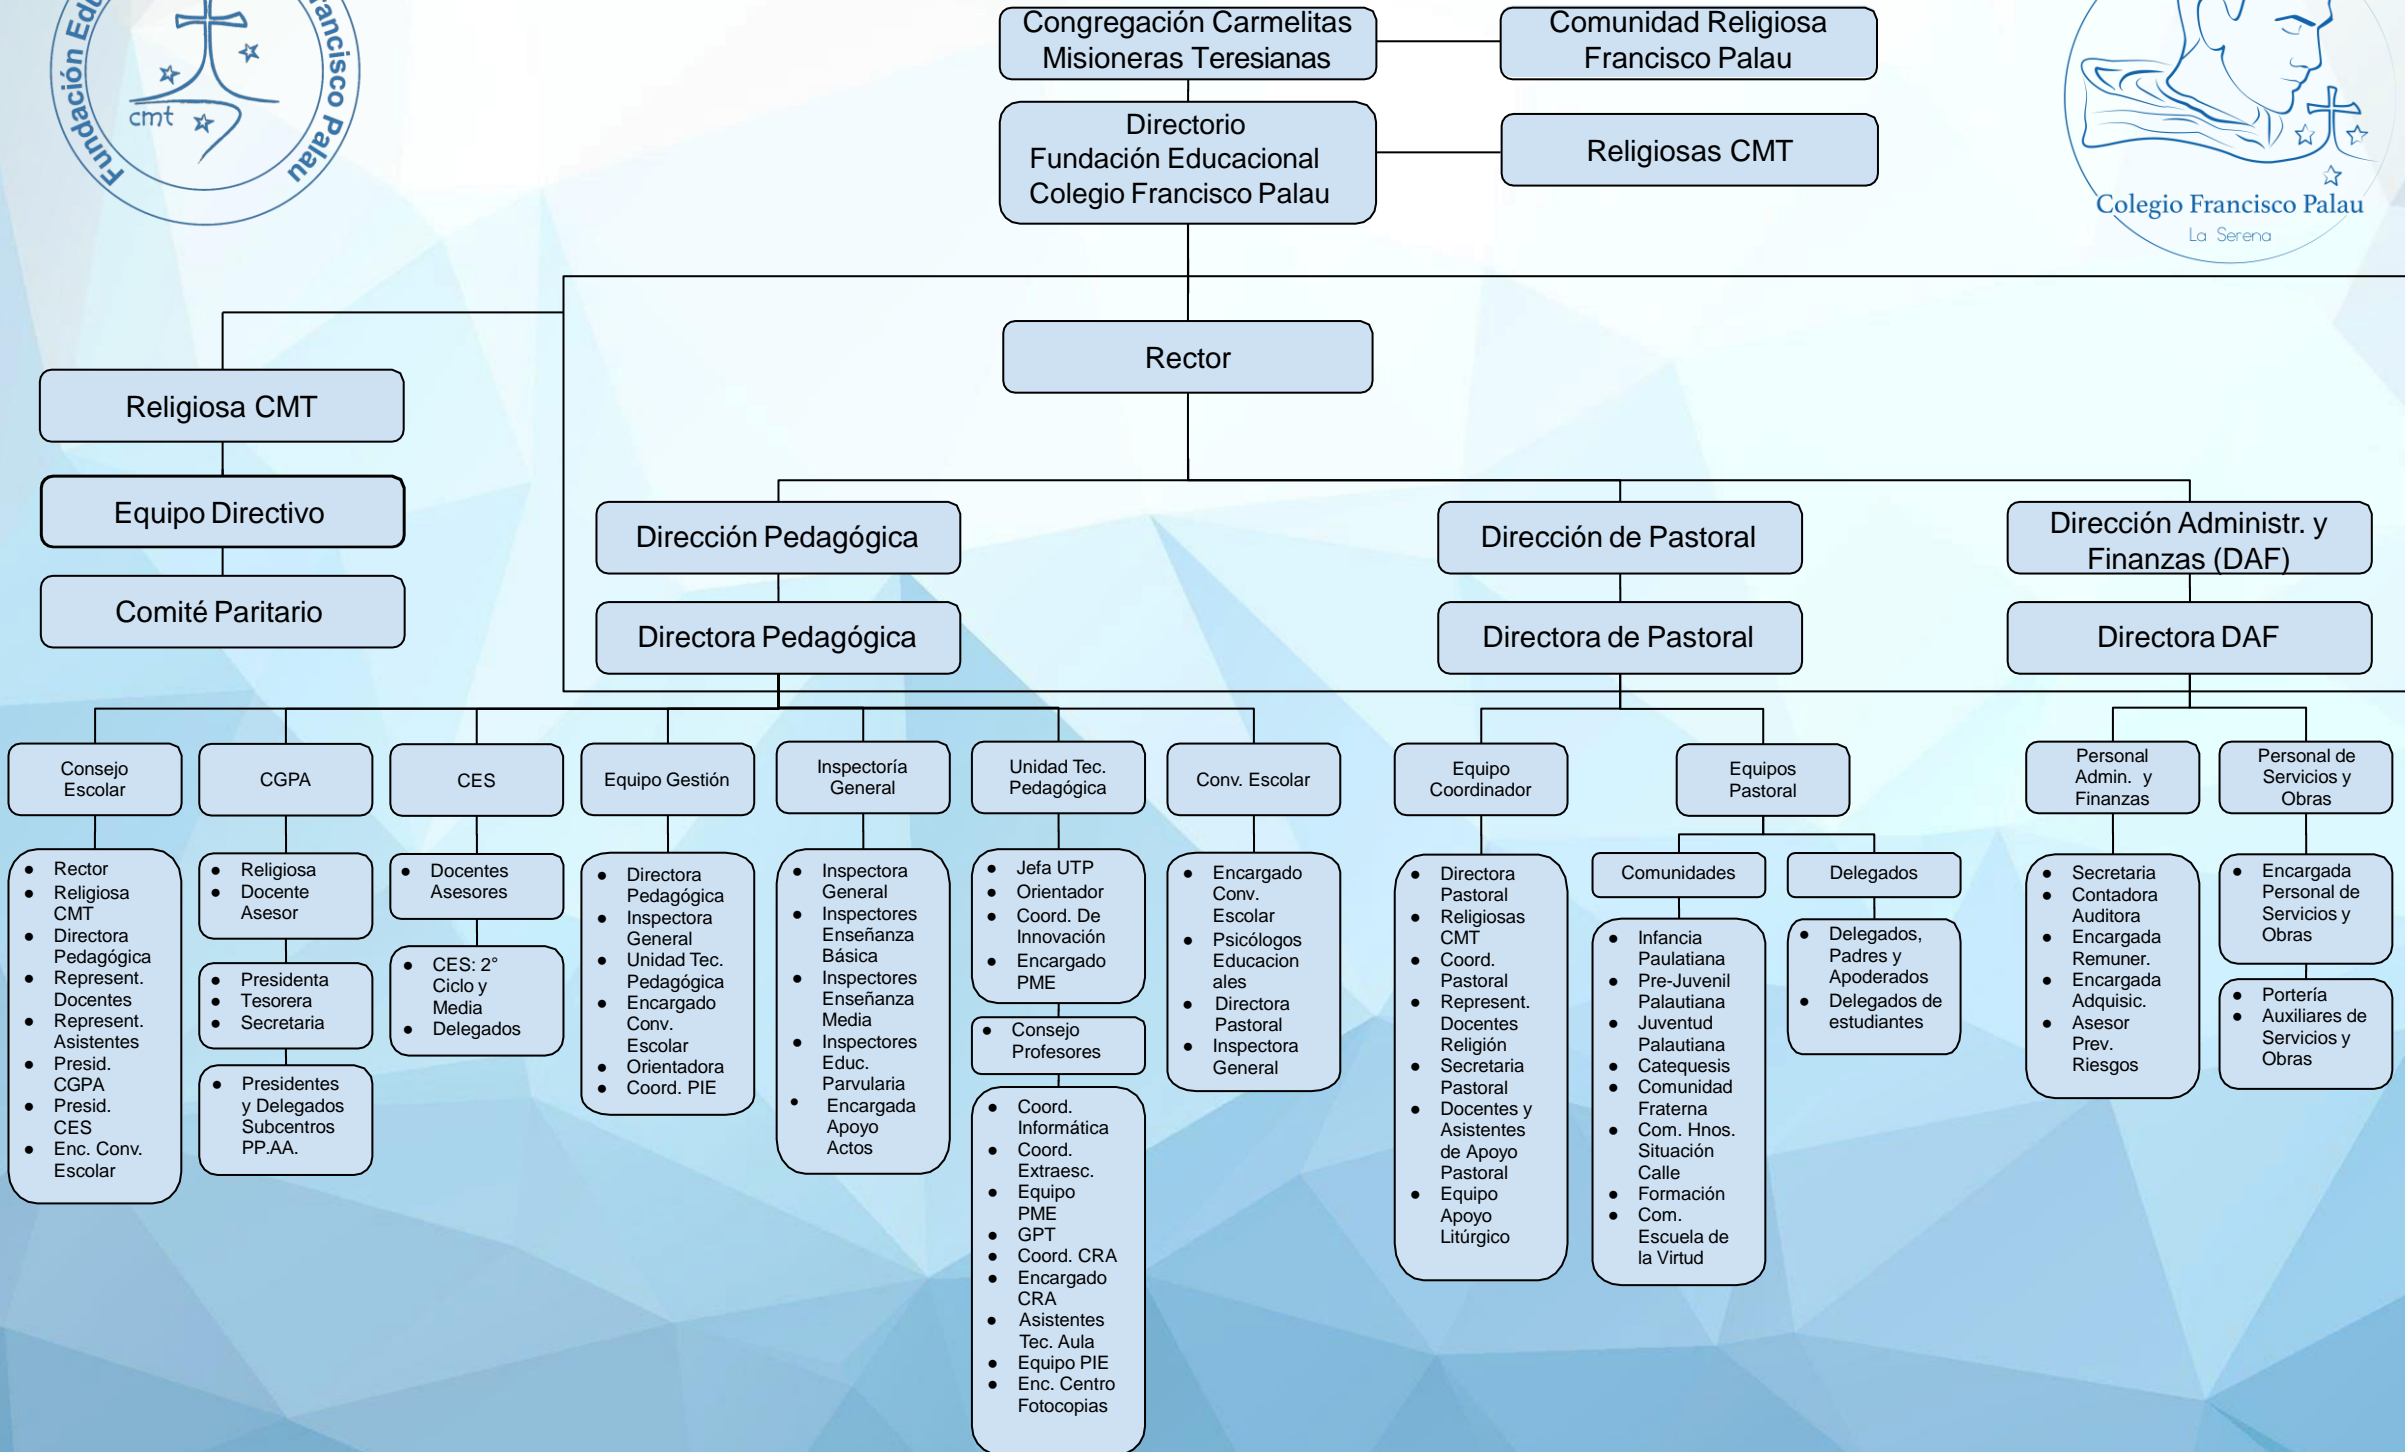 Fundación Edu
rancisco Palau
cmt
Congregación Carmelitas
Misioneras Teresianas
Comunidad Religiosa
Francisco Palau
Directorio
Fundación Educacional
Colegio Francisco Palau
Religiosas CMT
Colegio Francisco Palau
La Serena
Rector
Religiosa CMT
Equipo Directivo
Comité Paritario
Dirección Pedagógica
Directora Pedagógica
Dirección de Pastoral
Directora de Pastoral
Dirección Administr. y
Finanzas (DAF)
Directora DAF
Consejo
Escolar
● Rector
● Religiosa
CMT
● Directora
Pedagógica
● Represent.
Docentes
● Represent.
Asistentes
● Presid.
CGPA
● Presid.
CES
● Enc. Conv.
Escolar
CGPA
● Religiosa
● Docente
Asesor
● Presidenta
● Tesorera
● Secretaria
● Presidentes
y Delegados
Subcentros
PP.AA.
CES
● Docentes
Asesores
● CES: 2°
Ciclo y
Media
● Delegados
Equipo Gestión
● Directora
Pedagógica
● Inspectora
General
● Unidad Tec.
Pedagógica
● Encargado
Conv.
Escolar
● Orientadora
● Coord. PIE
Inspectoría
General
● Inspectora
General
● Inspectores
Enseñanza
Básica
● Inspectores
Enseñanza
Media
● Inspectores
Educ.
Parvularia
● Encargada
Apoyo
Actos
Unidad Tec.
Pedagógica
● Jefa UTP
● Orientador
● Coord. De
Innovación
● Encargado
PME
● Consejo
Profesores
● Coord.
Informática
● Coord.
Extraesc.
● Equipo
PME
● GPT
● Coord. CRA
● Encargado
CRA
● Asistentes
Tec. Aula
● Equipo PIE
● Enc. Centro
Fotocopias
Conv. Escolar
● Encargado
Conv.
Escolar
● Psicólogos
Educacion
ales
● Directora
Pastoral
● Inspectora
General
Equipo
Coordinador
● Directora
Pastoral
● Religiosas
CMT
● Coord.
Pastoral
● Represent.
Docentes
Religión
● Secretaria
Pastoral
● Docentes y
Asistentes
de Apoyo
Pastoral
● Equipo
Apoyo
Litúrgico
Equipos
Pastoral
Comunidades
● Infancia
Paulatiana
● Pre-Juvenil
Palautiana
● Juventud
Palautiana
● Catequesis
● Comunidad
Fraterna
● Com. Hnos.
Situación
Calle
● Formación
● Com.
Escuela de
la Virtud
Delegados
● Delegados,
Padres y
Apoderados
● Delegados de
estudiantes
Personal
Admin. y
Finanzas
● Secretaria
● Contadora
Auditora
● Encargada
Remuner.
● Encargada
Adquisic.
● Asesor
Prev.
Riesgos
Personal de
Servicios y
Obras
● Encargada
Personal de
Servicios y
Obras
● Portería
● Auxiliares de
Servicios y
Obras